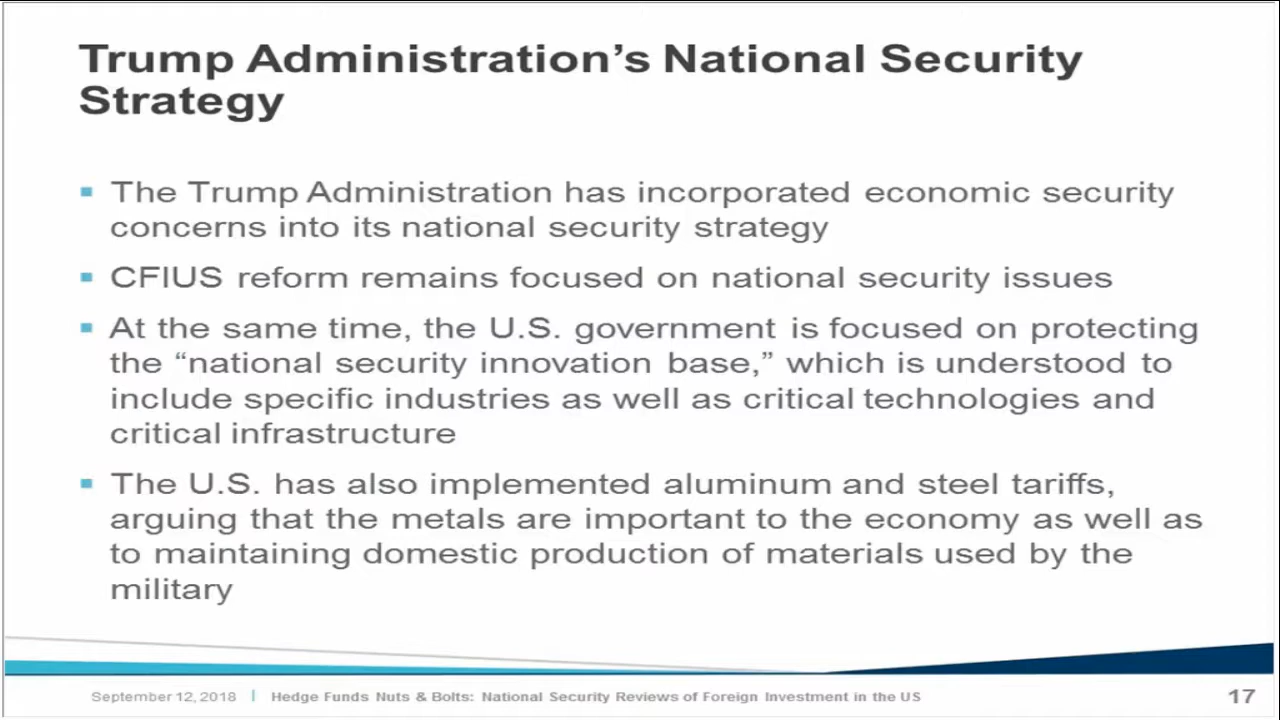 Trump Administration’s National Security
Strategy
▪ The Trump Administration has incorporated economic security
concerns into its national security strategy
▪ CFIUS reform remains focused on national security issues
▪ At the same time, the U.S. government is focused on protecting
the “national security innovation base,” which is understood to
include specific industries as well as critical technologies and
critical infrastructure
▪ The U.S. has also implemented aluminum and steel tariffs,
arguing that the metals are important to the economy as well as
to maintaining domestic production of materials used by the
military
September 12, 2018 | Hedge Funds Nuts & Bolts: National Security Reviews of Foreign Investment in the US 17